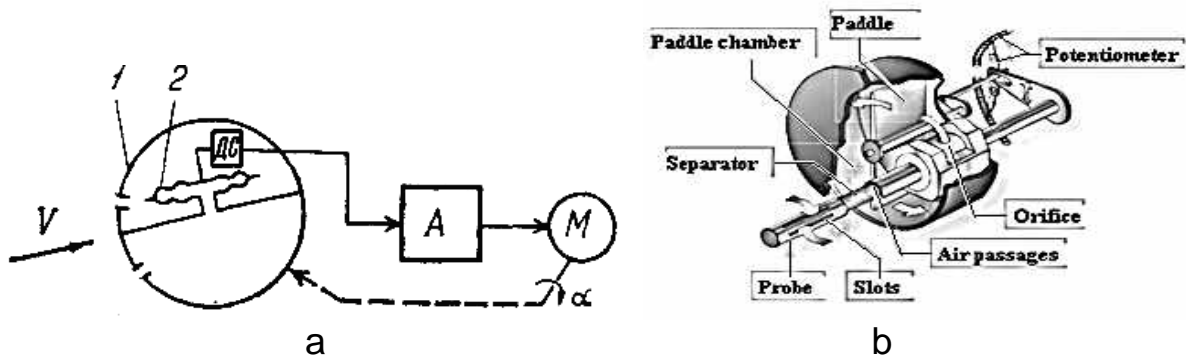 1
2
ДС
V
A
M
α
a
Paddle
Paddle chamber
Potentiometer
Separator
Orifice
Air passages
Probe
Slots
b